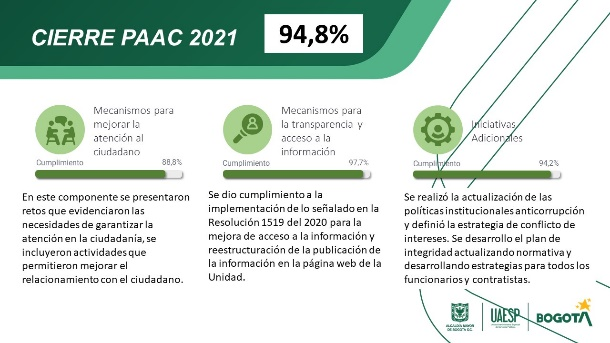 CIERRE PAAC 2021
94,8%
Mecanismos para
mejorar la
atención al
ciudadano
Cumplimiento 88,8%
En este componente se presentaron
retos que evidenciaron las
necesidades de garantizar la
atención en la ciudadanía, se
incluyeron actividades que
permitieron mejorar el
relacionamiento con el ciudadano.
Mecanismos para
la transparencia y
acceso a la
información
Cumplimiento 97,7%
Se dio cumplimiento a la
implementación de lo señalado en la
Resolución 1519 del 2020 para la
mejora de acceso a la información y
reestructuración de la publicación de
la información en la página web de la
Unidad.
Iniciativas
Adicionales
Cumplimiento 94,2%
Se realizó la actualización de las
políticas institucionales anticorrupción
y definió la estrategia de conflicto de
intereses. Se desarrollo el plan de
integridad actualizando normativa y
desarrollando estrategias para todos los
funcionarios y contratistas.
ALCALDÍA MAYOR
DE BOGOTÁ D.C.
UAESP
BOGOTÁ